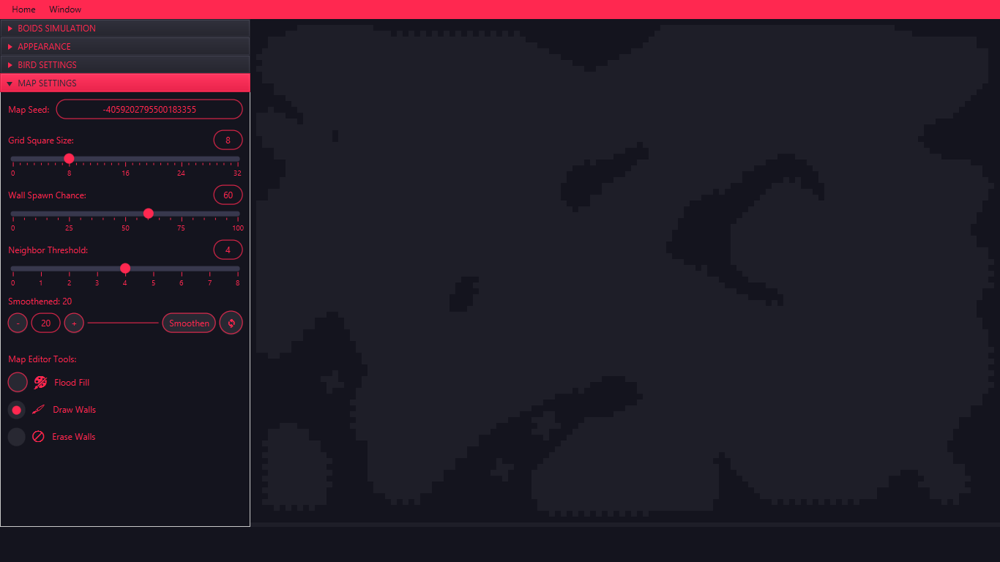 Home Window
BOIDS SIMULATION
APPEARANCE
BIRD SETTINGS
MAP SETTINGS
Map Seed: -4059202795500183355
Grid Square Size: 8
0 8 16 24 32
Wall Spawn Chance: 60
0 25 50 75 100
Neighbor Threshold: 4
0 1 2 3 4 5 6 7 8
Smoothened: 20
- 20 + Smoothen
Map Editor Tools:
Flood Fill
Draw Walls
Erase Walls